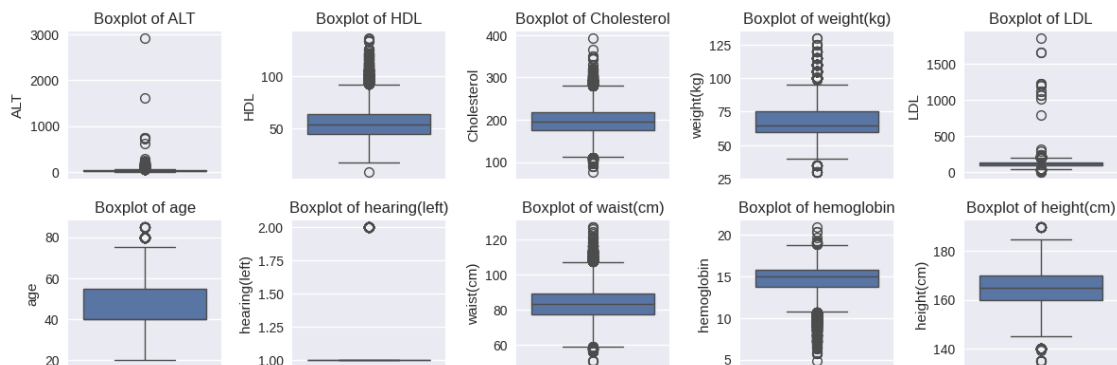 Boxplot of ALT
3000
2000
1000
0
ALT
Boxplot of HDL
100
50
HDL
Boxplot of Cholesterol
400
300
200
100
Cholesterol
Boxplot of weight(kg)
125
100
75
50
25
weight(kg)
Boxplot of LDL
1500
1000
500
0
LDL
Boxplot of age
80
60
40
20
age
Boxplot of hearing(left)
2.00
1.75
1.50
1.25
1.00
hearing(left)
Boxplot of waist(cm)
120
100
80
60
waist(cm)
Boxplot of hemoglobin
20
15
10
5
hemoglobin
Boxplot of height(cm)
180
160
140
height(cm)